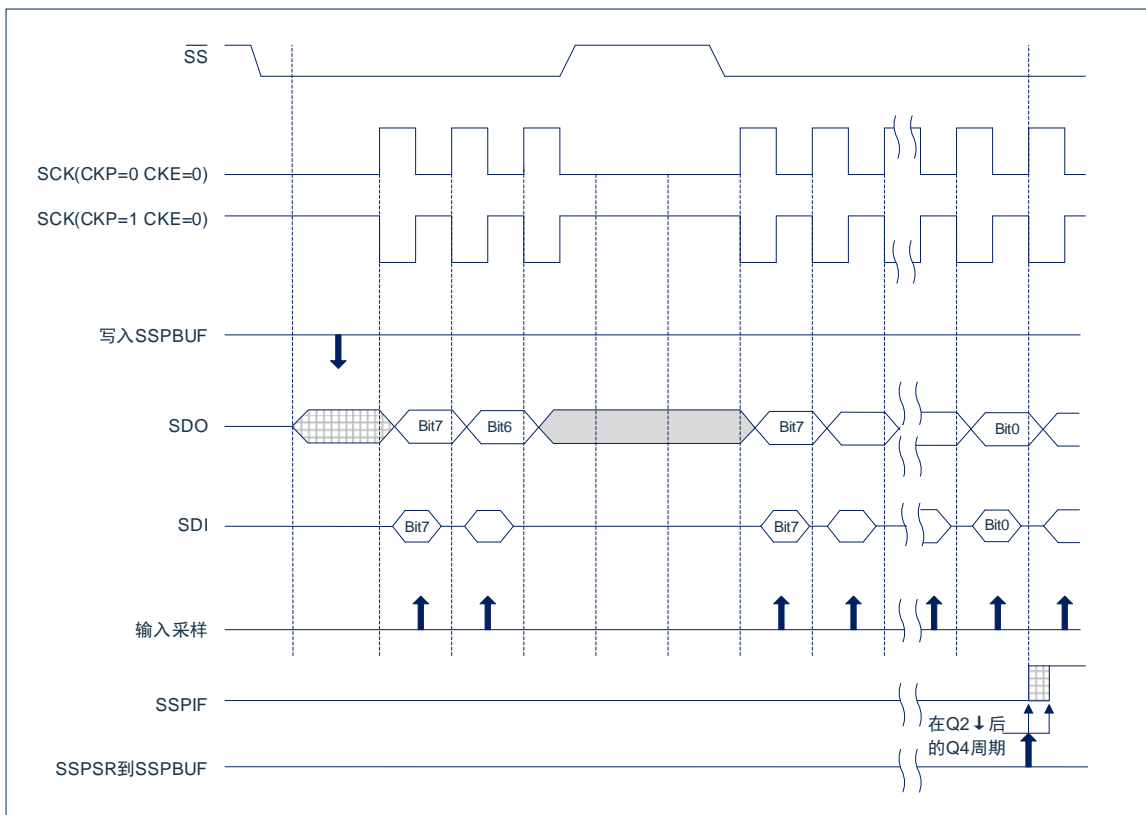 SS
SCK(CKP=0 CKE=0)
SCK(CKP=1 CKE=0)
写入SSPBUF
SDO
Bit7
Bit6
Bit7
Bit0
SDI
Bit7
Bit7
Bit0
输入采样
SSPIF
在Q2↓后
的Q4周期
SSPSR到SSPBUF